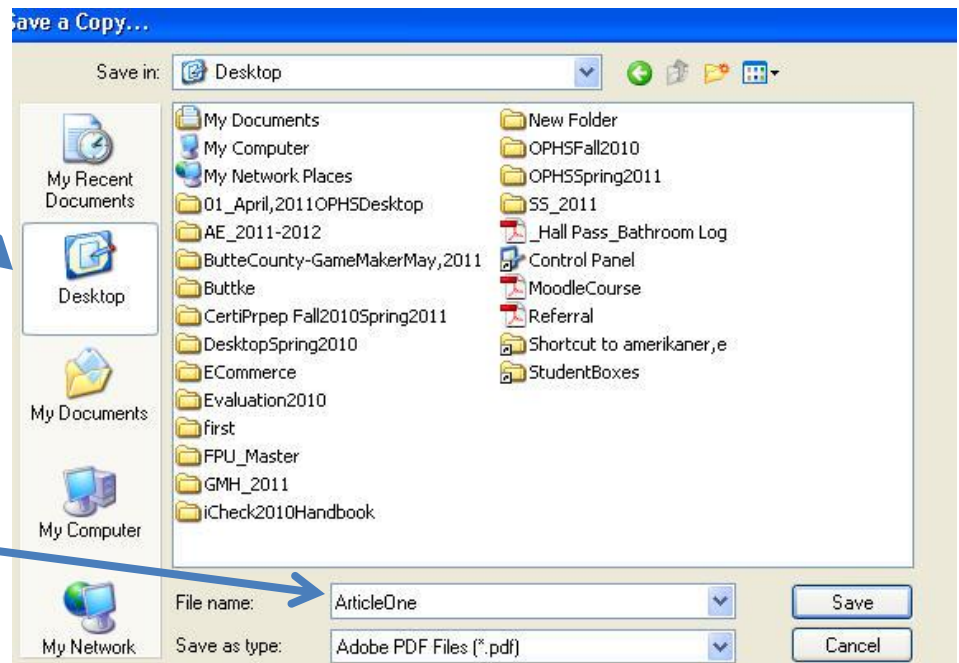 Save a Copy...
Save in:
Desktop
My Recent
Documents
Desktop
My Documents
My Computer
My Network
My Documents
My Computer
My Network Places
01_April,2011OPHSDesktop
AE_2011-2012
ButteCounty-GameMakerMay,2011
Buttke
CertiPrpep Fall2010Spring2011
DesktopSpring2010
ECommerce
Evaluation2010
first
FPU_Master
GMH_2011
iCheck2010Handbook
New Folder
OPHSFall2010
OPHSSpring2011
SS_2011
_Hall Pass_Bathroom Log
Control Panel
MoodleCourse
Referral
Shortcut to amerikaner,e
StudentBoxes
File name:
ArticleOne
Save
Save as type:
Adobe PDF Files (*.pdf)
Cancel